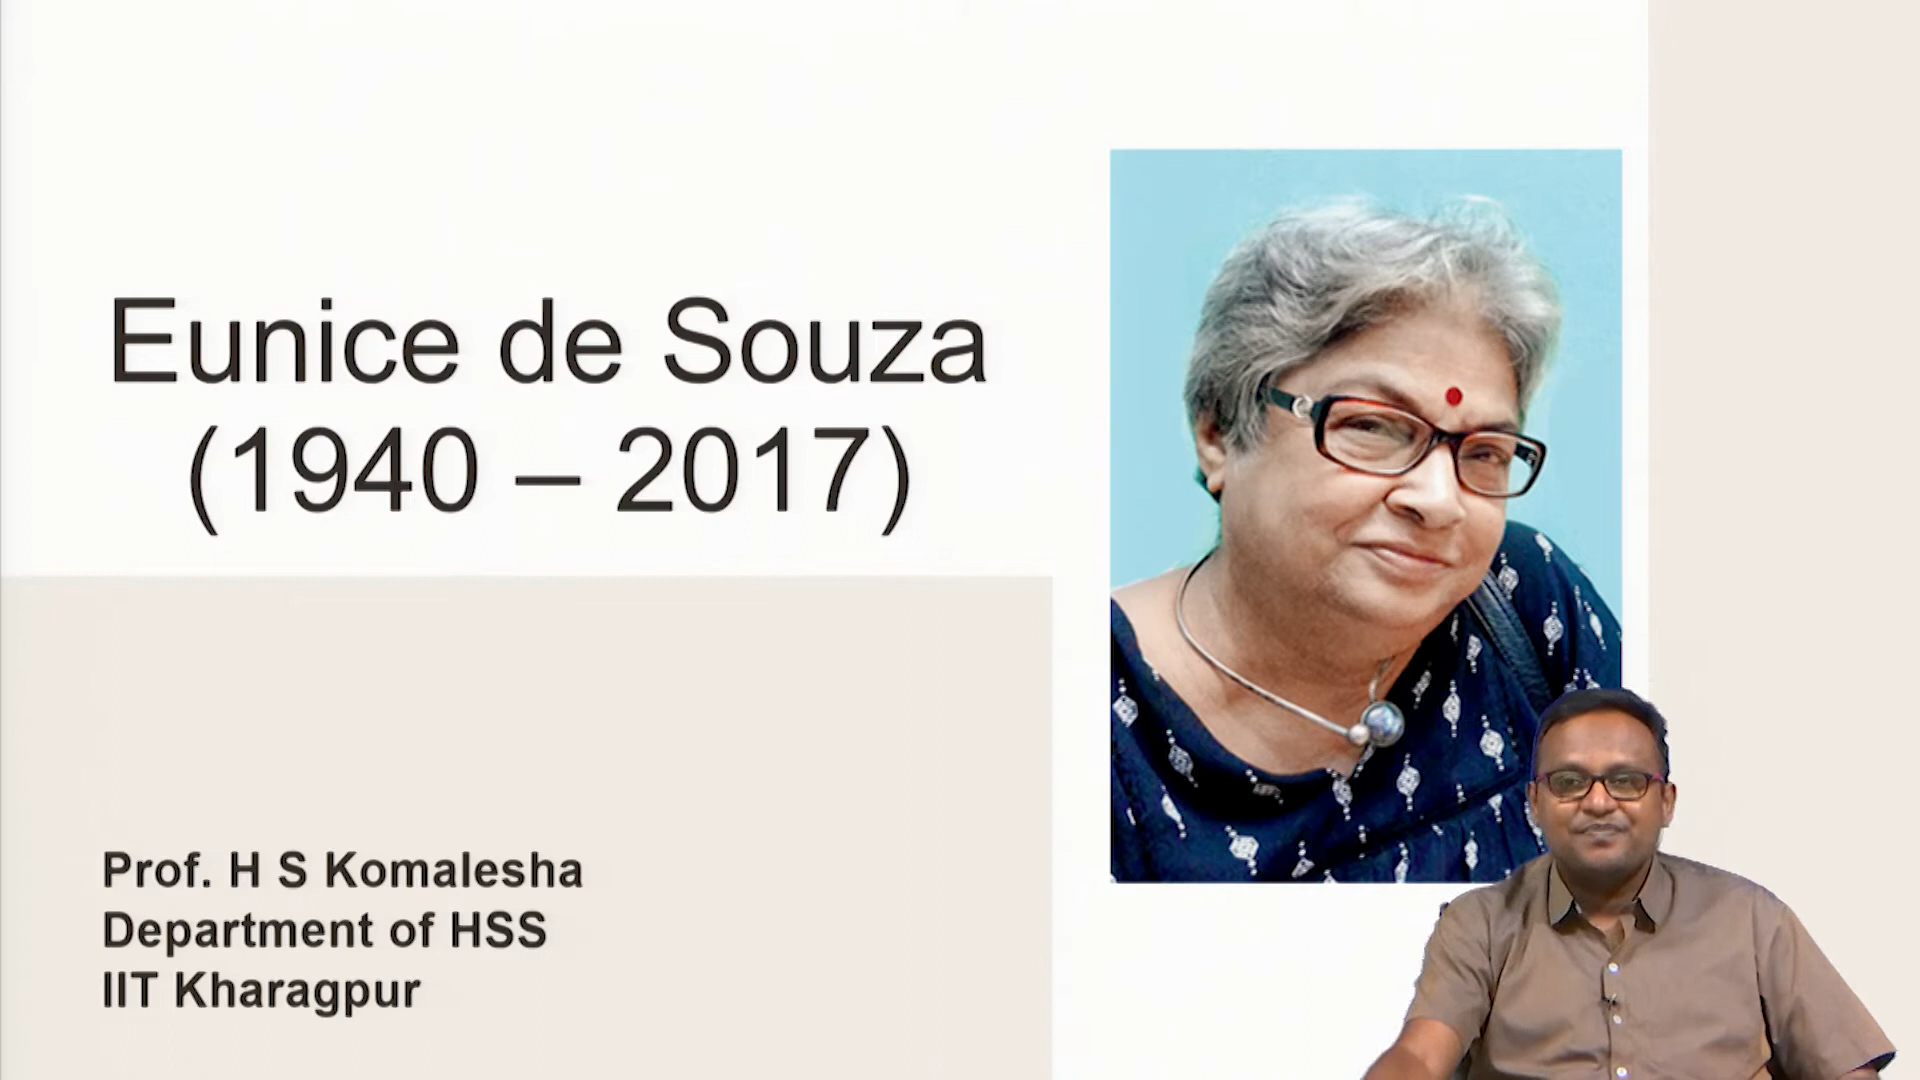 Eunice de Souza
(1940 – 2017)
Prof. H S Komalesha
Department of HSS
IIT Kharagpur